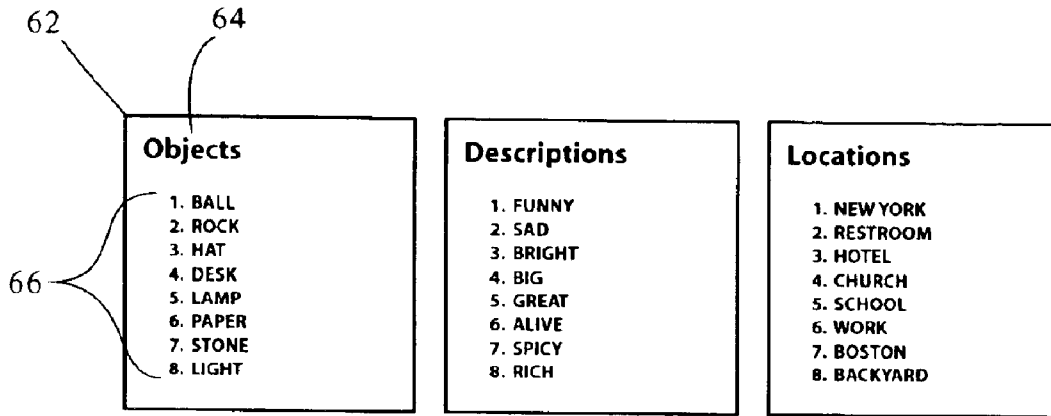 62
64
Objects
1. BALL
2. ROCK
3. HAT
4. DESK
5. LAMP
6. PAPER
7. STONE
8. LIGHT
66
Descriptions
1. FUNNY
2. SAD
3. BRIGHT
4. BIG
5. GREAT
6. ALIVE
7. SPICY
8. RICH
Locations
1. NEW YORK
2. RESTROOM
3. HOTEL
4. CHURCH
5. SCHOOL
6. WORK
7. BOSTON
8. BACKYARD